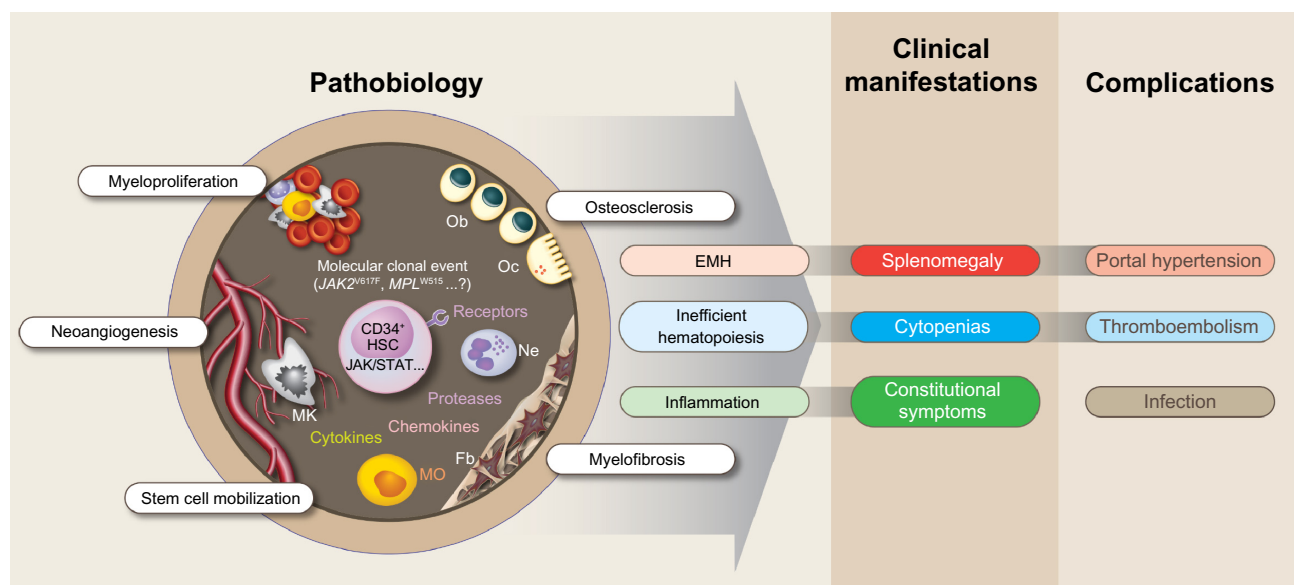 Pathobiology
Clinical
manifestations
Complications
Myeloproliferation
Neoangiogenesis
Stem cell mobilization
Osteosclerosis
Myelofibrosis
Ob
Oc
Molecular clonal event
(JAK2V617F, MPLW515 ...?)
Receptors
CD34+
HSC
JAK/STAT...
Ne
MK
Proteases
Chemokines
Cytokines
Fb
MO
EMH
Splenomegaly
Portal hypertension
Inefficient
hematopoiesis
Cytopenias
Thromboembolism
Inflammation
Constitutional
symptoms
Infection